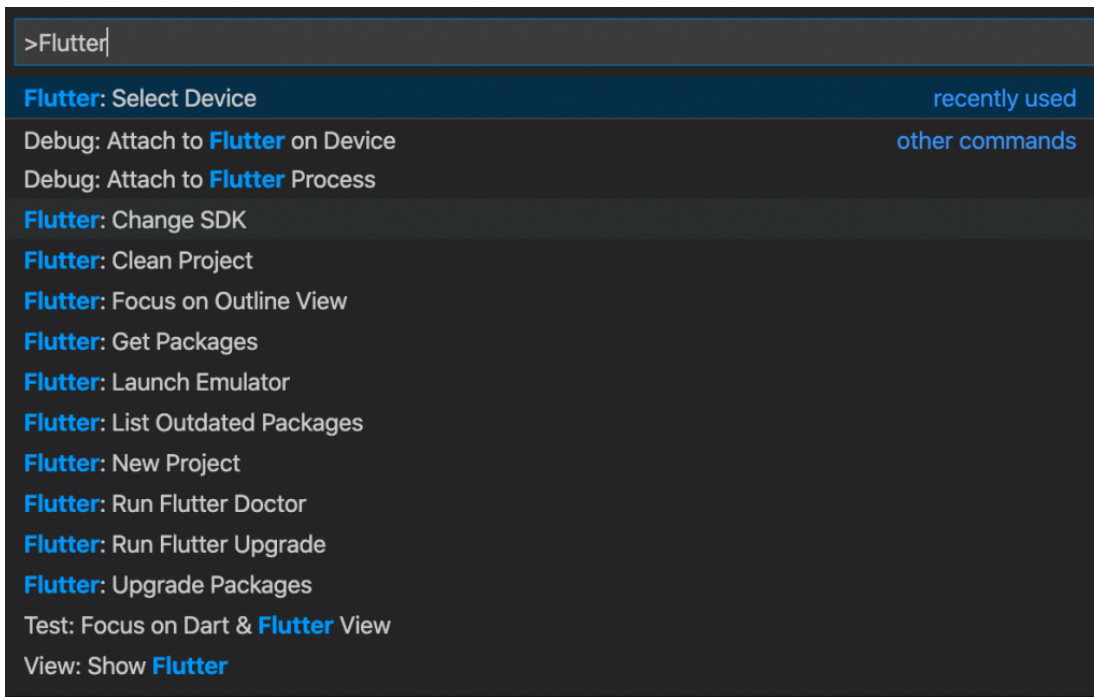 >Flutter
Flutter: Select Device recently used
Debug: Attach to Flutter on Device other commands
Debug: Attach to Flutter Process
Flutter: Change SDK
Flutter: Clean Project
Flutter: Focus on Outline View
Flutter: Get Packages
Flutter: Launch Emulator
Flutter: List Outdated Packages
Flutter: New Project
Flutter: Run Flutter Doctor
Flutter: Run Flutter Upgrade
Flutter: Upgrade Packages
Test: Focus on Dart & Flutter View
View: Show Flutter